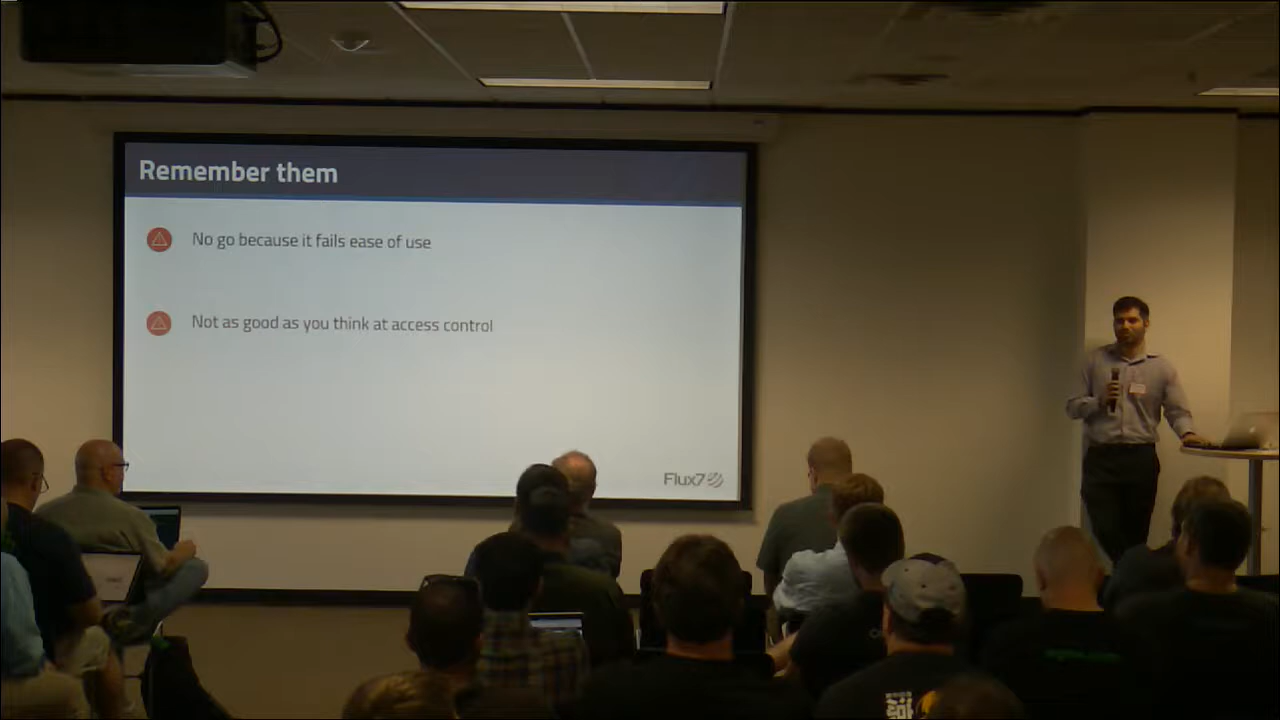 Remember them
No go because it fails ease of use
Not as good as you think at access control
Flux7